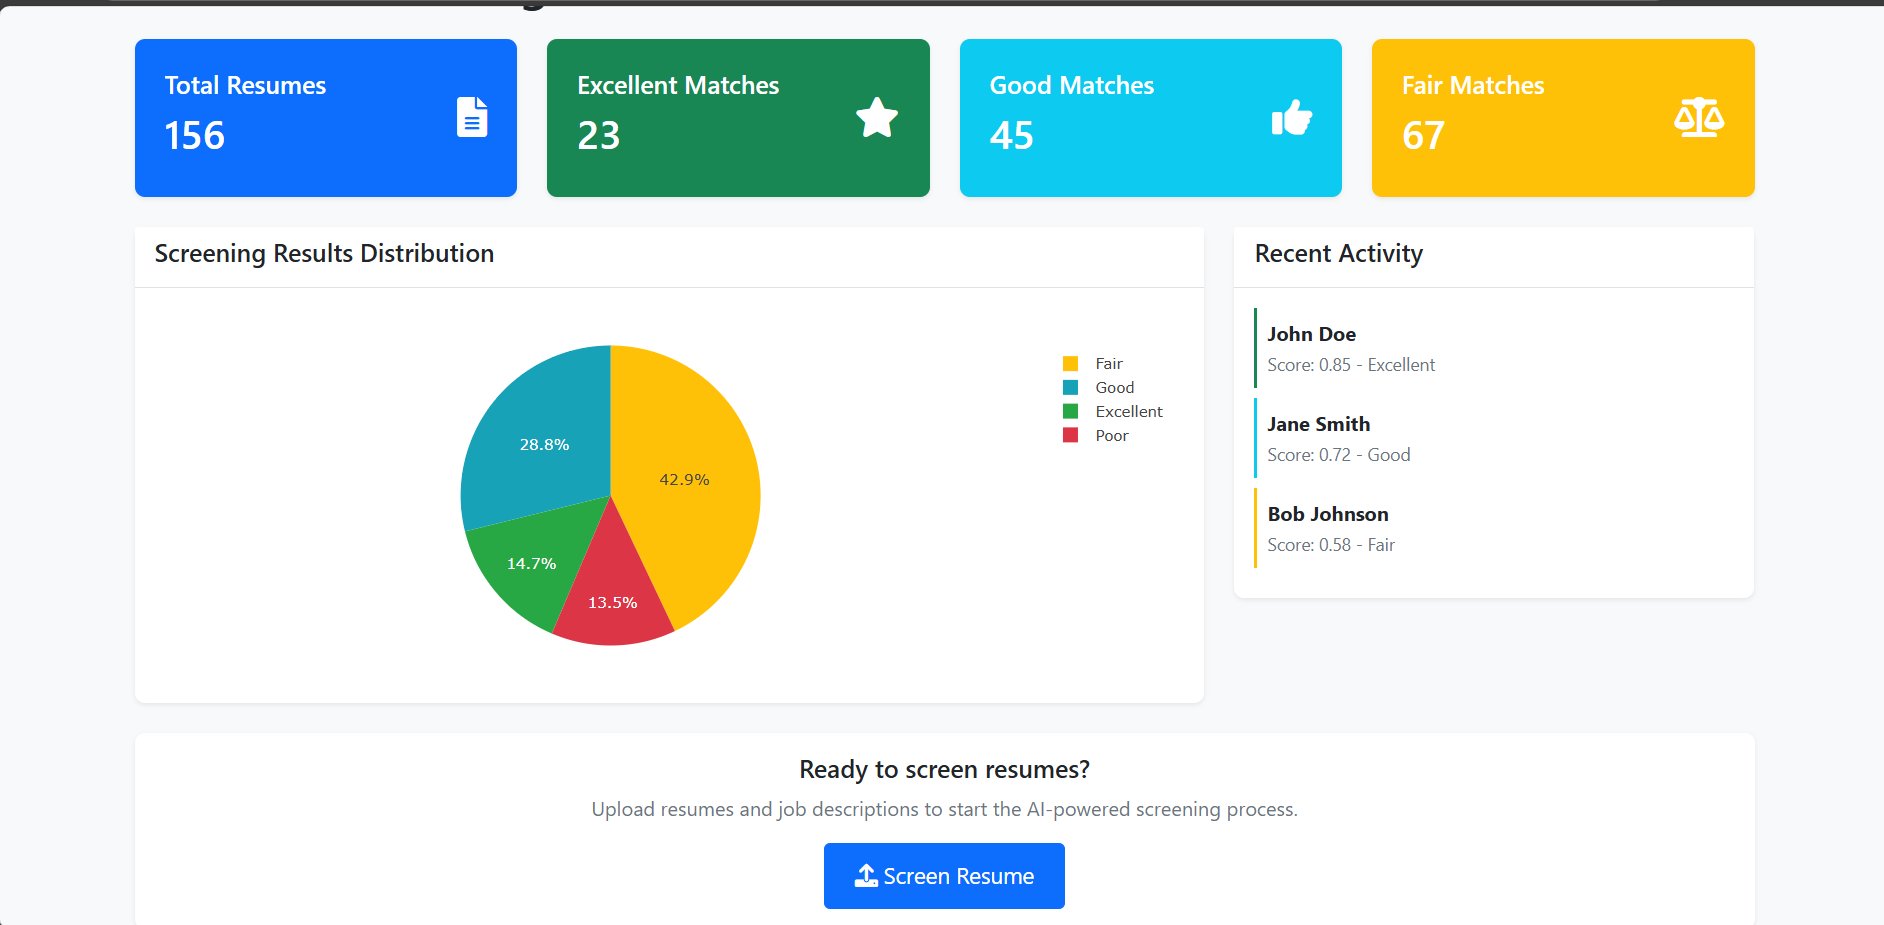 Total Resumes
156
Excellent Matches
23
Good Matches
45
Fair Matches
67
Screening Results Distribution
28.8%
42.9%
14.7%
13.5%
Fair
Good
Excellent
Poor
Recent Activity
John Doe
Score: 0.85 - Excellent
Jane Smith
Score: 0.72 - Good
Bob Johnson
Score: 0.58 - Fair
Ready to screen resumes?
Upload resumes and job descriptions to start the AI-powered screening process.
Screen Resume